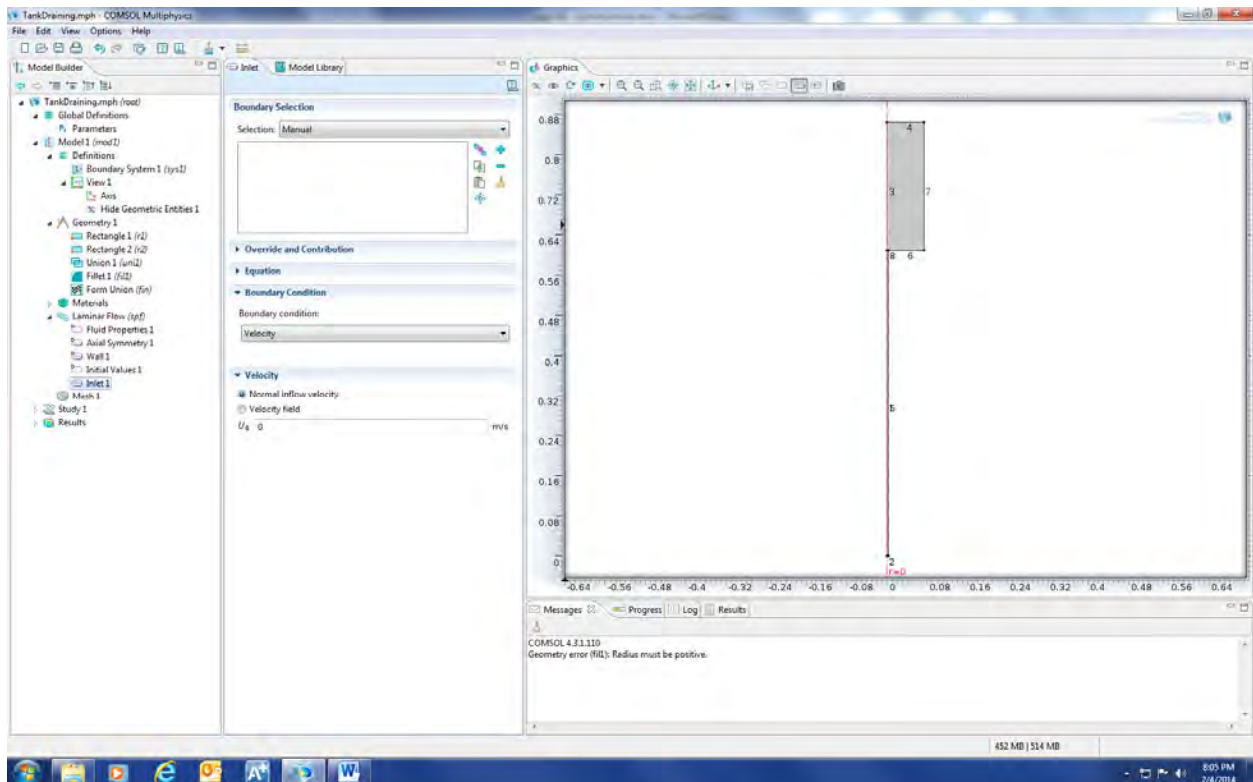 TankDraining.mph - COMSOL Multiphysics
File Edit View Options Help
Model Builder
TankDraining.mph (root)
Global Definitions
Pi Parameters
Model 1 (mod1)
Definitions
Boundary System 1 (sys1)
View 1
Axis
Hide Geometric Entities 1
Geometry 1
Rectangle 1 (r1)
Rectangle 2 (r2)
Union 1 (uni1)
Fillet 1 (fil1)
Form Union (fin)
Materials
Laminar Flow (spf)
Fluid Properties 1
Axial Symmetry 1
Wall 1
Initial Values 1
Inlet 1
Mesh 1
Study 1
Results
Inlet Model Library
Boundary Selection
Selection: Manual
Override and Contribution
Equation
Boundary Condition
Boundary condition:
Velocity
Velocity
Normal inflow velocity
Velocity field
U₀ 0 m/s
Graphics
0.88
0.8
0.72
0.64
0.56
0.48
0.4
0.32
0.24
0.16
0.08
0
4
3 7
8 6
5
2
r=0
-0.64 -0.56 -0.48 -0.4 -0.32 -0.24 -0.16 -0.08 0 0.08 0.16 0.24 0.32 0.4 0.48 0.56 0.64
Messages Progress Log Results
COMSOL 4.3.1.110
Geometry error (fil1): Radius must be positive.
452 MB | 514 MB
8:05 PM
2/4/2014